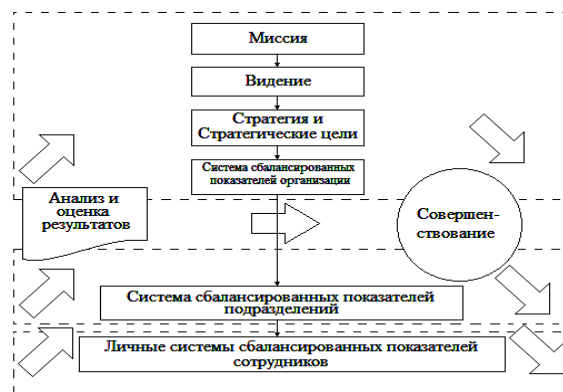 Миссия
Видение
Стратегия и
Стратегические цели
Система сбалансированных
показателей организации
Анализ и
оценка
результатов
Совершен-
ствование
Система сбалансированных показателей
подразделений
Личные системы сбалансированных показателей
сотрудников